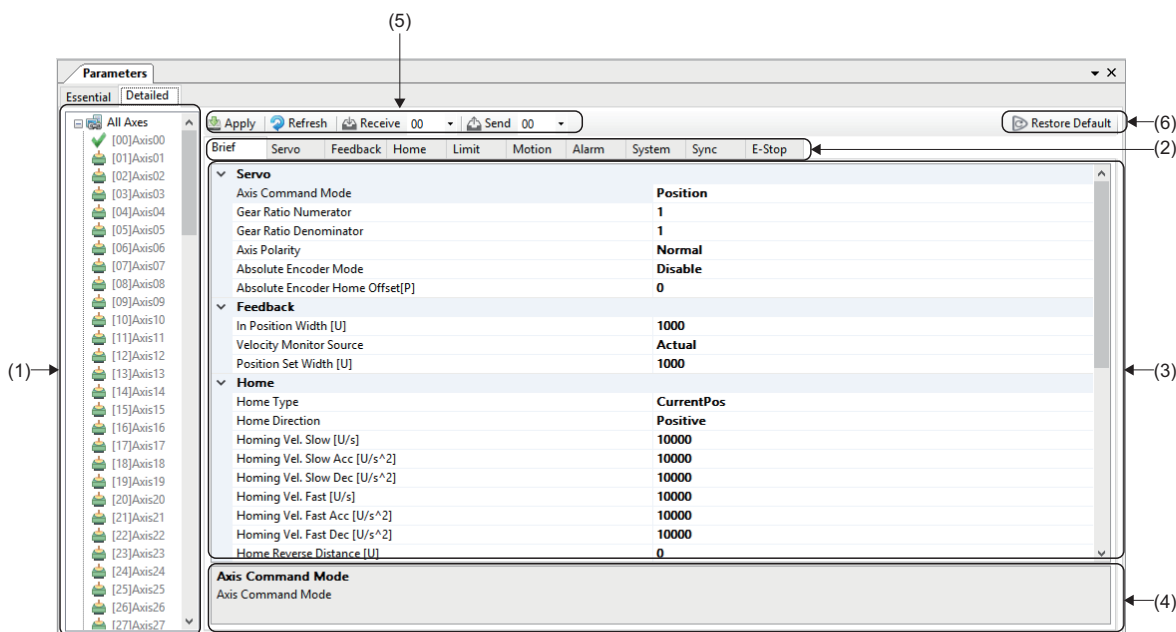 (5)
Parameters
Essential Detailed
All Axes
[00]Axis00
[01]Axis01
[02]Axis02
[03]Axis03
[04]Axis04
[05]Axis05
[06]Axis06
[07]Axis07
[08]Axis08
[09]Axis09
[10]Axis10
[11]Axis11
[12]Axis12
[13]Axis13
[14]Axis14
[15]Axis15
[16]Axis16
[17]Axis17
[18]Axis18
[19]Axis19
[20]Axis20
[21]Axis21
[22]Axis22
[23]Axis23
[24]Axis24
[25]Axis25
[26]Axis26
[27]Axis27
(1)
Apply Refresh Receive 00 Send 00 Restore Default
(6)
Brief Servo Feedback Home Limit Motion Alarm System Sync E-Stop
(2)
Servo
Axis Command Mode Position
Gear Ratio Numerator 1
Gear Ratio Denominator 1
Axis Polarity Normal
Absolute Encoder Mode Disable
Absolute Encoder Home Offset[P] 0
Feedback
In Position Width [U] 1000
Velocity Monitor Source Actual
Position Set Width [U] 1000
Home
Home Type CurrentPos
Home Direction Positive
Homing Vel. Slow [U/s] 10000
Homing Vel. Slow Acc [U/s^2] 10000
Homing Vel. Slow Dec [U/s^2] 10000
Homing Vel. Fast [U/s] 10000
Homing Vel. Fast Acc [U/s^2] 10000
Homing Vel. Fast Dec [U/s^2] 10000
Home Reverse Distance [U] 0
(3)
Axis Command Mode
Axis Command Mode
(4)